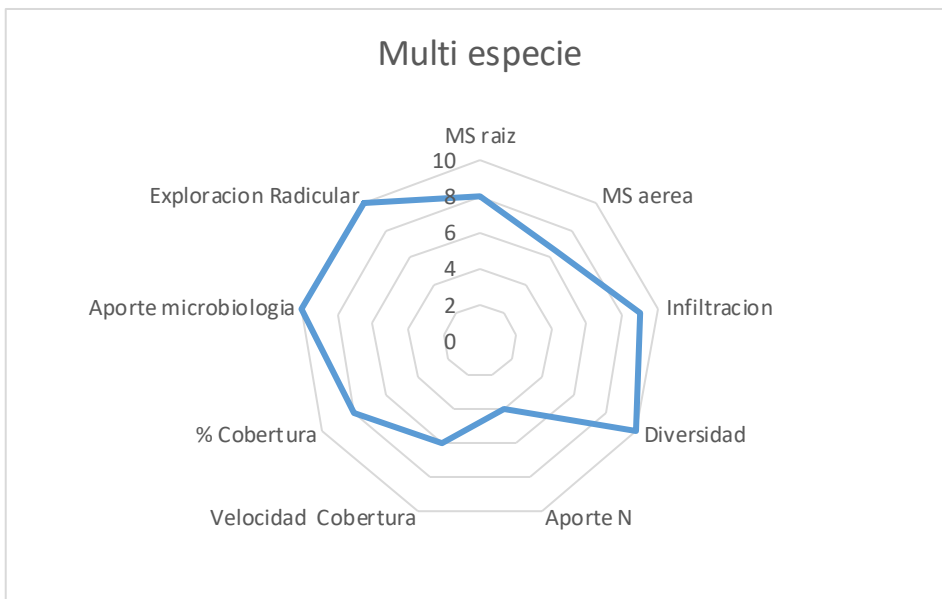 Multi especie
MS raiz
10
8
6
4
2
0
MS aerea
Infiltracion
Diversidad
Aporte N
Velocidad Cobertura
% Cobertura
Aporte microbiologia
Exploracion Radicular